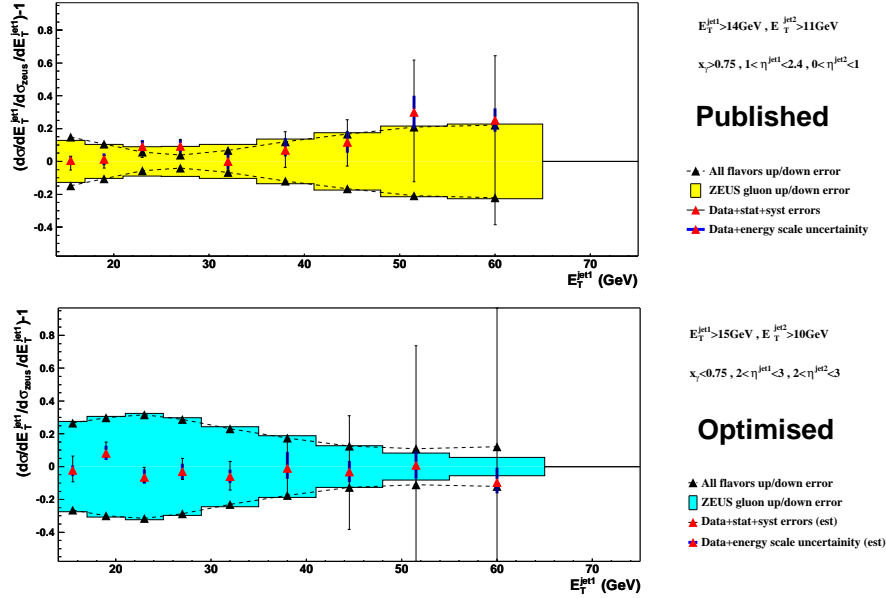 (dσ/dE_T^jet1/dσ_zeus/dE_T^jet1)-1
0.8
0.6
0.4
0.2
0
-0.2
-0.4
20
30
40
50
60
70
E_T^jet1 (GeV)
E_T^jet1>14GeV , E_T^jet2>11GeV
x_γ>0.75 , 1< η^jet1<2.4 , 0< η^jet2<1
Published
All flavors up/down error
ZEUS gluon up/down error
Data+stat+syst errors
Data+energy scale uncertainity
(dσ/dE_T^jet1/dσ_zeus/dE_T^jet1)-1
0.8
0.6
0.4
0.2
0
-0.2
-0.4
20
30
40
50
60
70
E_T^jet1 (GeV)
E_T^jet1>15GeV , E_T^jet2>10GeV
x_γ<0.75 , 2< η^jet1<3 , 2< η^jet2<3
Optimised
All flavors up/down error
ZEUS gluon up/down error
Data+stat+syst errors (est)
Data+energy scale uncertainity (est)